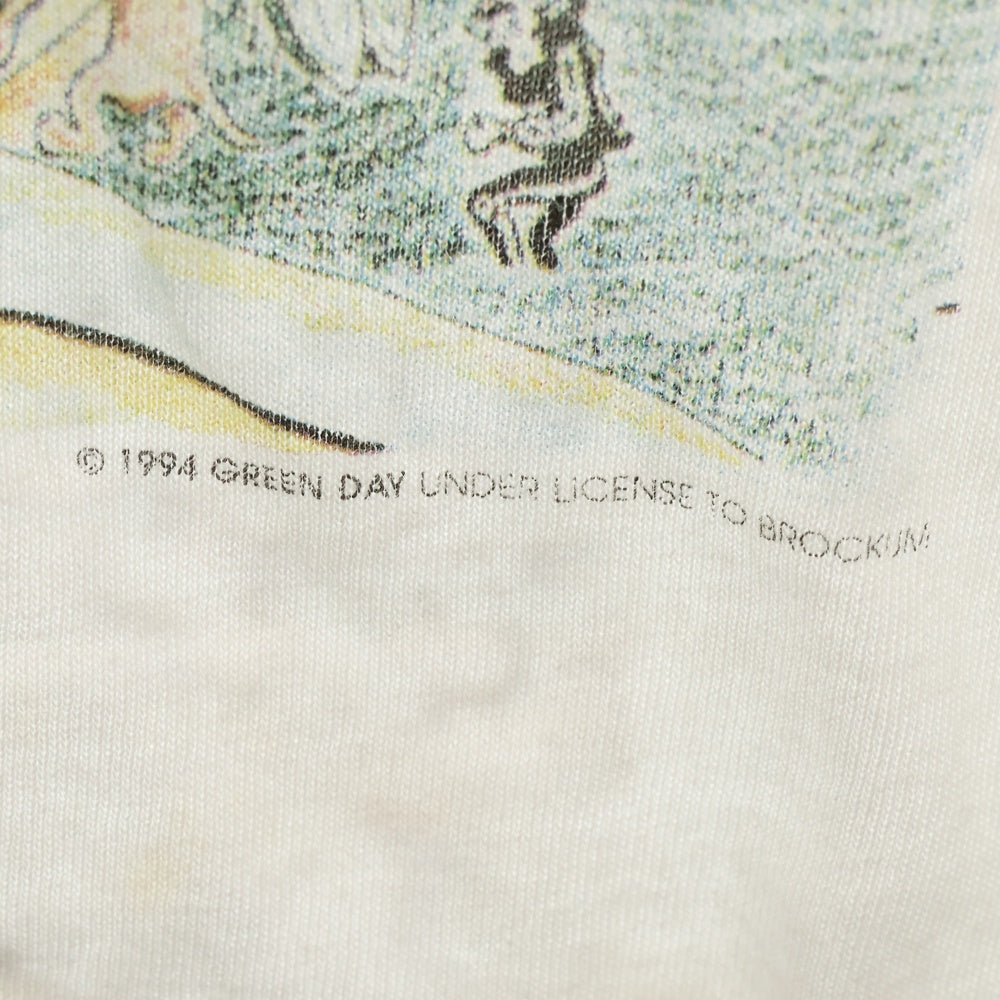 © 1994 GREEN DAY UNDER LICENSE TO BROCKUM